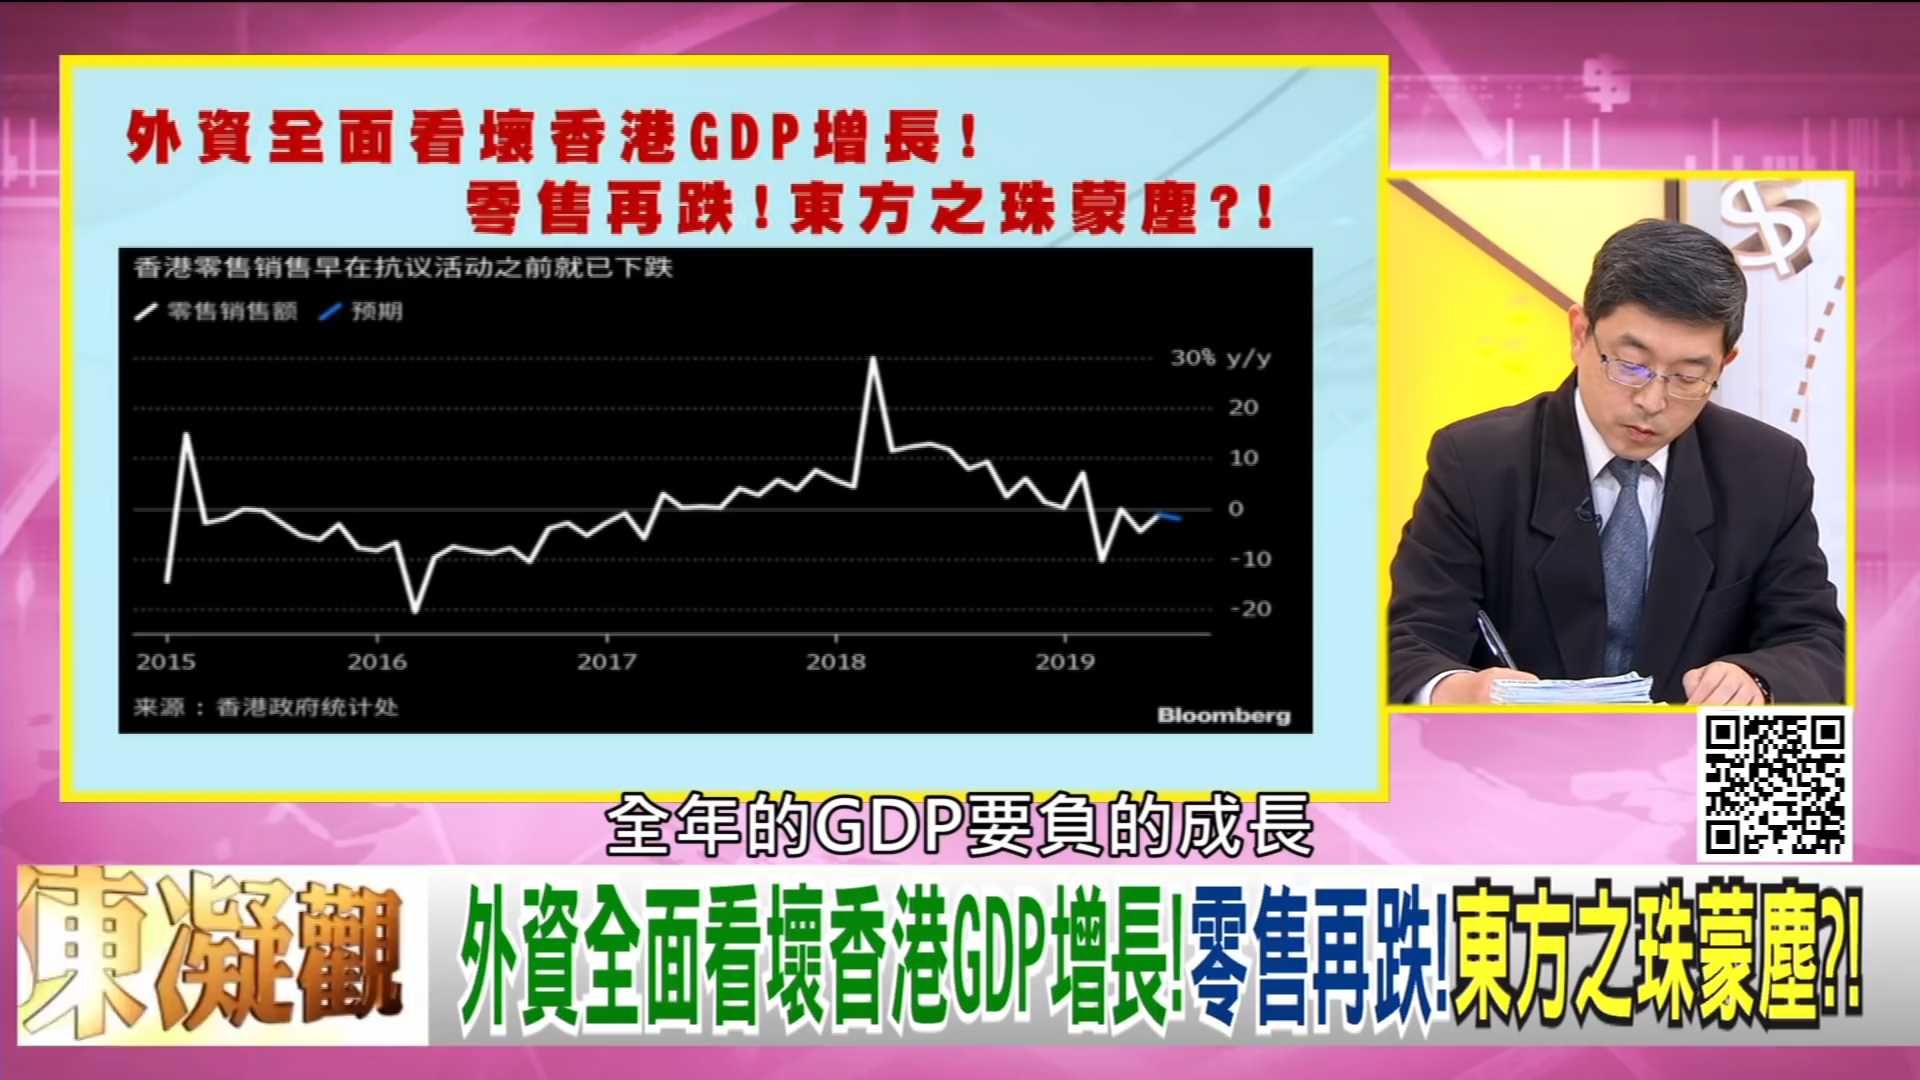 外資全面看壞香港GDP增長!
零售再跌!東方之珠蒙塵?!
香港零售销售早在抗议活动之前就已下跌
零售销售额 预期
30% y/y
20
10
0
-10
-20
2015 2016 2017 2018 2019
来源：香港政府统计处
Bloomberg
$
$
全年的GDP要負的成長
東凝觀
外資全面看壞香港GDP增長!零售再跌!東方之珠蒙塵?!